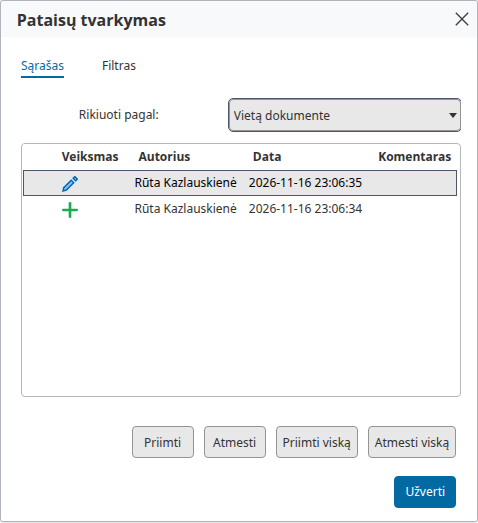 Pataisų tvarkymas
Sąrašas Filtras
Rikiuoti pagal: Vietą dokumente
Veiksmas Autorius Data Komentaras
Rūta Kazlauskienė 2026-11-16 23:06:35
Rūta Kazlauskienė 2026-11-16 23:06:34
Priimti Atmesti Priimti viską Atmesti viską
Užverti